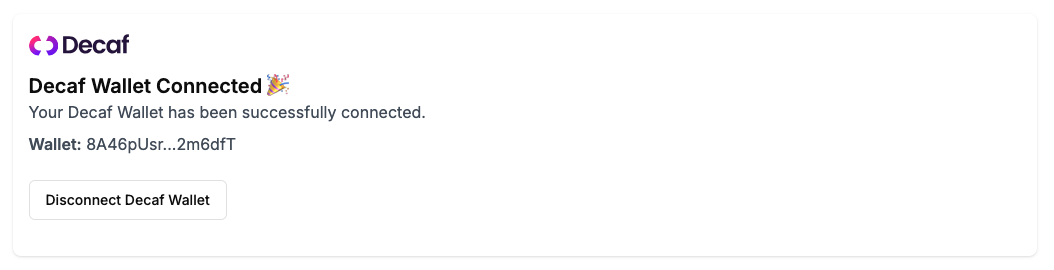 Decaf
Decaf Wallet Connected 🎉
Your Decaf Wallet has been successfully connected.
Wallet: 8A46pUsr...2m6dfT
Disconnect Decaf Wallet